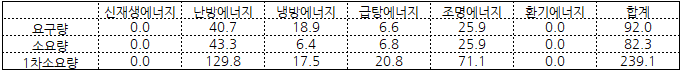 신재생에너지 난방에너지 냉방에너지 급탕에너지 조명에너지 환기에너지 합계
요구량 0.0 40.7 18.9 6.6 25.9 0.0 92.0
소요량 0.0 43.3 6.4 6.8 25.9 0.0 82.3
1차소요량 0.0 129.8 17.5 20.8 71.1 0.0 239.1